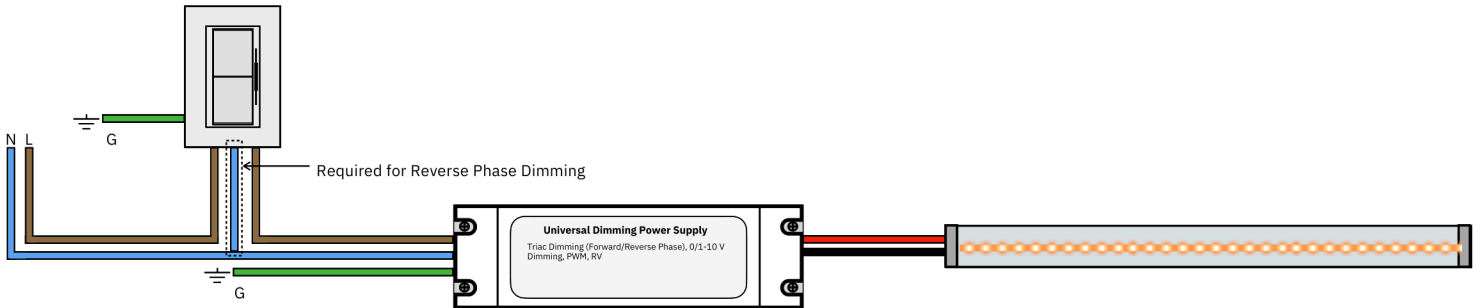 N L
G
Required for Reverse Phase Dimming
Universal Dimming Power Supply
Triac Dimming (Forward/Reverse Phase), 0/1-10 V
Dimming, PWM, RV
G